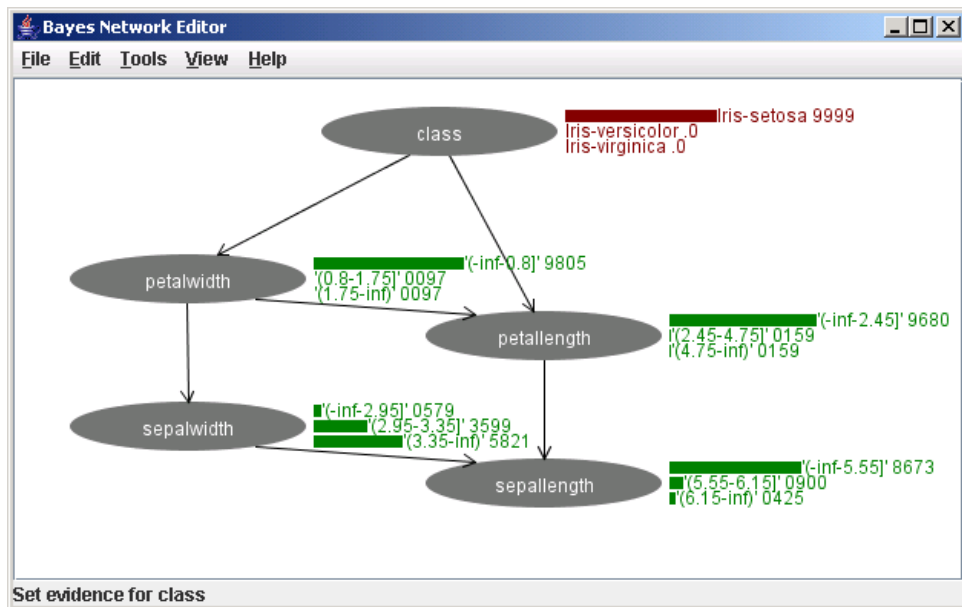 Bayes Network Editor
File Edit Tools View Help
class
Iris-setosa 9999
Iris-versicolor .0
Iris-virginica .0
petalwidth
'(-inf-0.8]' 9805
'(0.8-1.75]' 0097
'(1.75-inf)' 0097
petallength
'(-inf-2.45]' 9680
'(2.45-4.75]' 0159
'(4.75-inf)' 0159
sepalwidth
'(-inf-2.95]' 0579
'(2.95-3.35]' 3599
'(3.35-inf)' 5821
sepallength
'(-inf-5.55]' 8673
'(5.55-6.15]' 0900
'(6.15-inf)' 0425
Set evidence for class